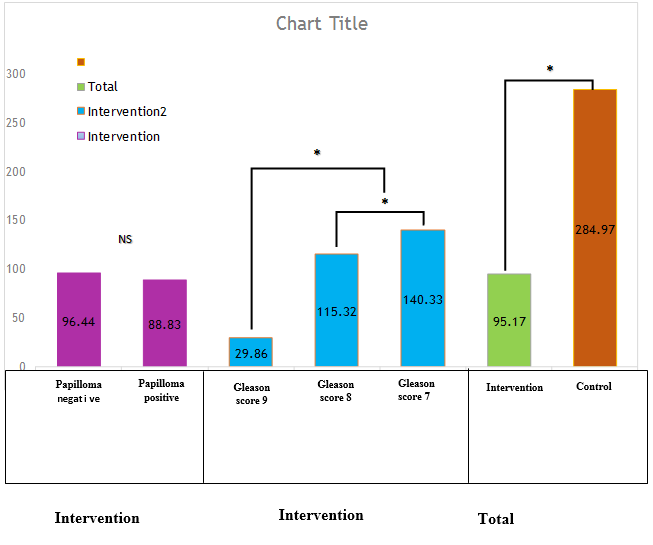 Chart Title
300
250
200
150
100
50
0
Total
Intervention2
Intervention
NS
*
*
*
96.44
88.83
29.86
115.32
140.33
95.17
284.97
Papilloma
negative
Papilloma
positive
Gleason
score 9
Gleason
score 8
Gleason
score 7
Intervention
Control
Intervention
Intervention
Total